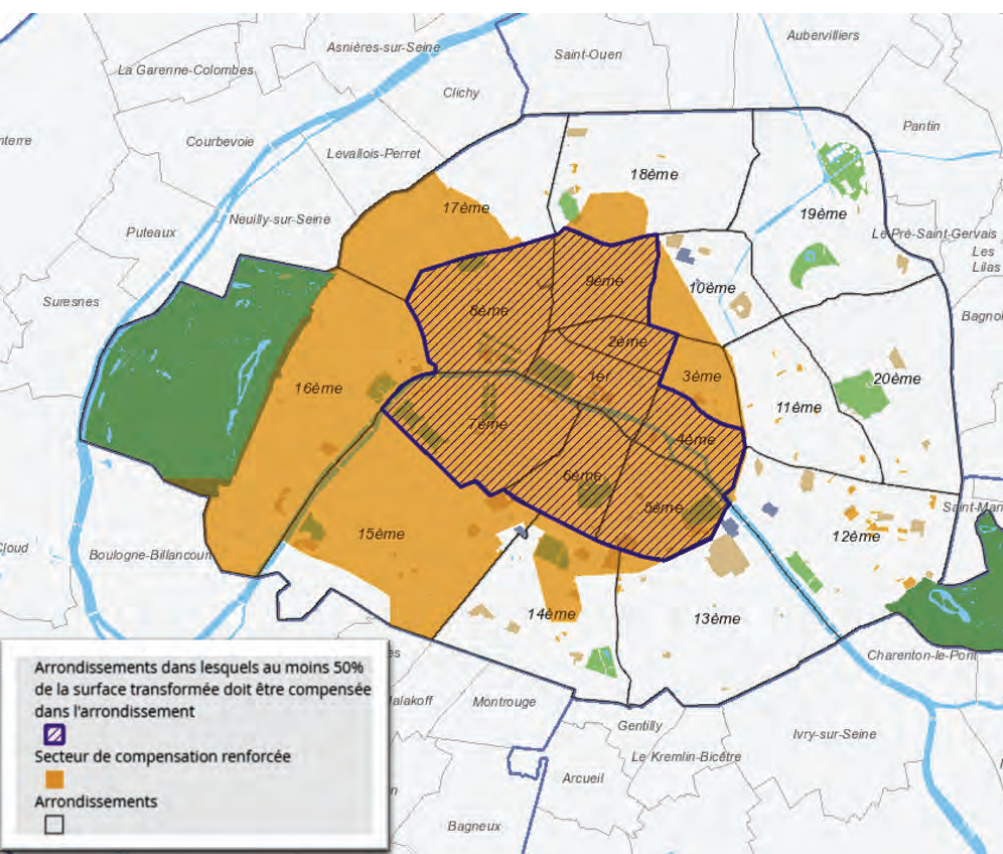 Aubervilliers
Asnières-sur-Seine
Saint-Ouen
La Garenne-Colombes
Clichy
Pantin
nterre
Courbevoie
Levallois-Perret
18ème
17ème
19ème
Neuilly-sur-Seine
Puteaux
Le Pré-Saint-Gervais
Les
Lilas
9ème
10ème
Suresnes
8ème
Bagnol
2ème
1er
3ème
20ème
16ème
11ème
7ème
4ème
6ème
5ème
Saint-Man
15ème
12ème
Cloud
Boulogne-Billancourt
14ème
13ème
Charenton-le-Pont
es
Arrondissements dans lesquels au moins 50%
de la surface transformée doit être compensée
dans l'arrondissement
Secteur de compensation renforcée
Arrondissements
alakoff
Montrouge
Gentilly
Ivry-sur-Seine
Le Kremlin-Bicêtre
Arcueil
Bagneux